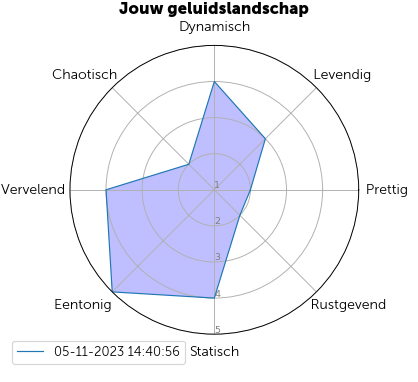 Jouw geluidslandschap
Dynamisch
Chaotisch
Levendig
Vervelend
Prettig
1
2
3
4
5
Eentonig
Rustgevend
Statisch
05-11-2023 14:40:56